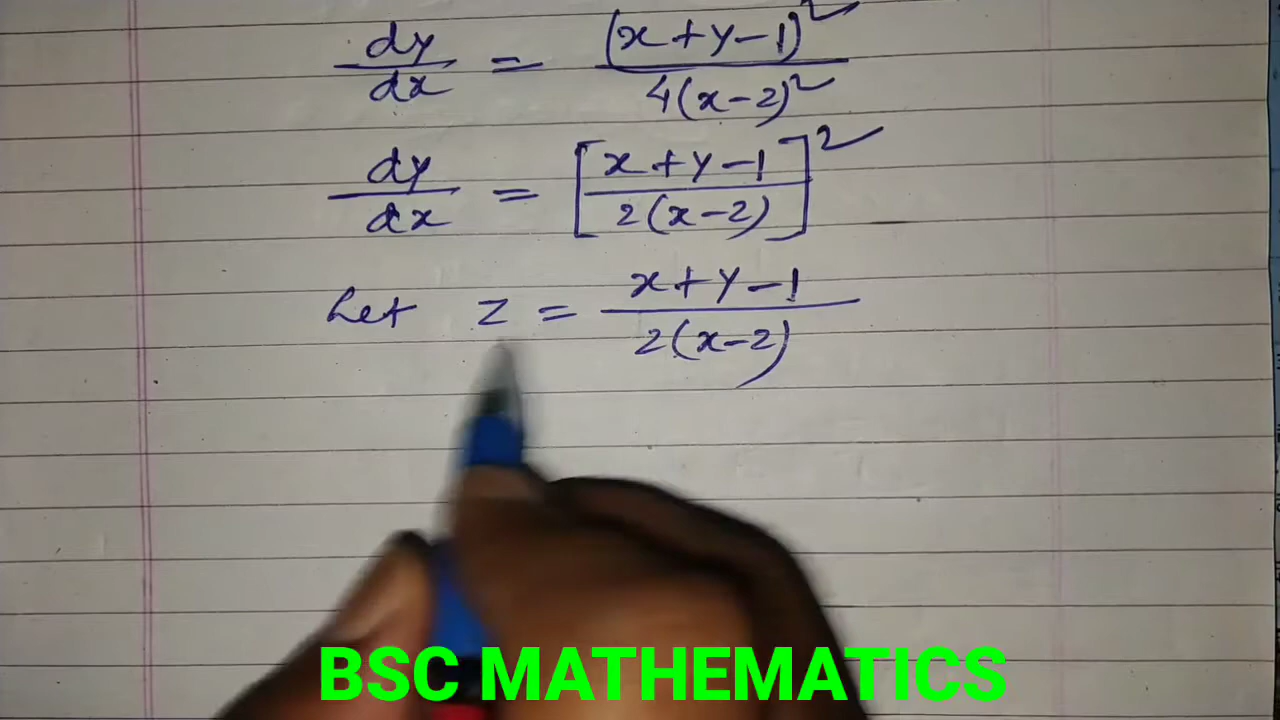 dy/dx = (x+y-1)²/4(x-2)²
dy/dx = [x+y-1/2(x-2)]²
Let z = x+y-1/2(x-2)
BSC MATHEMATICS